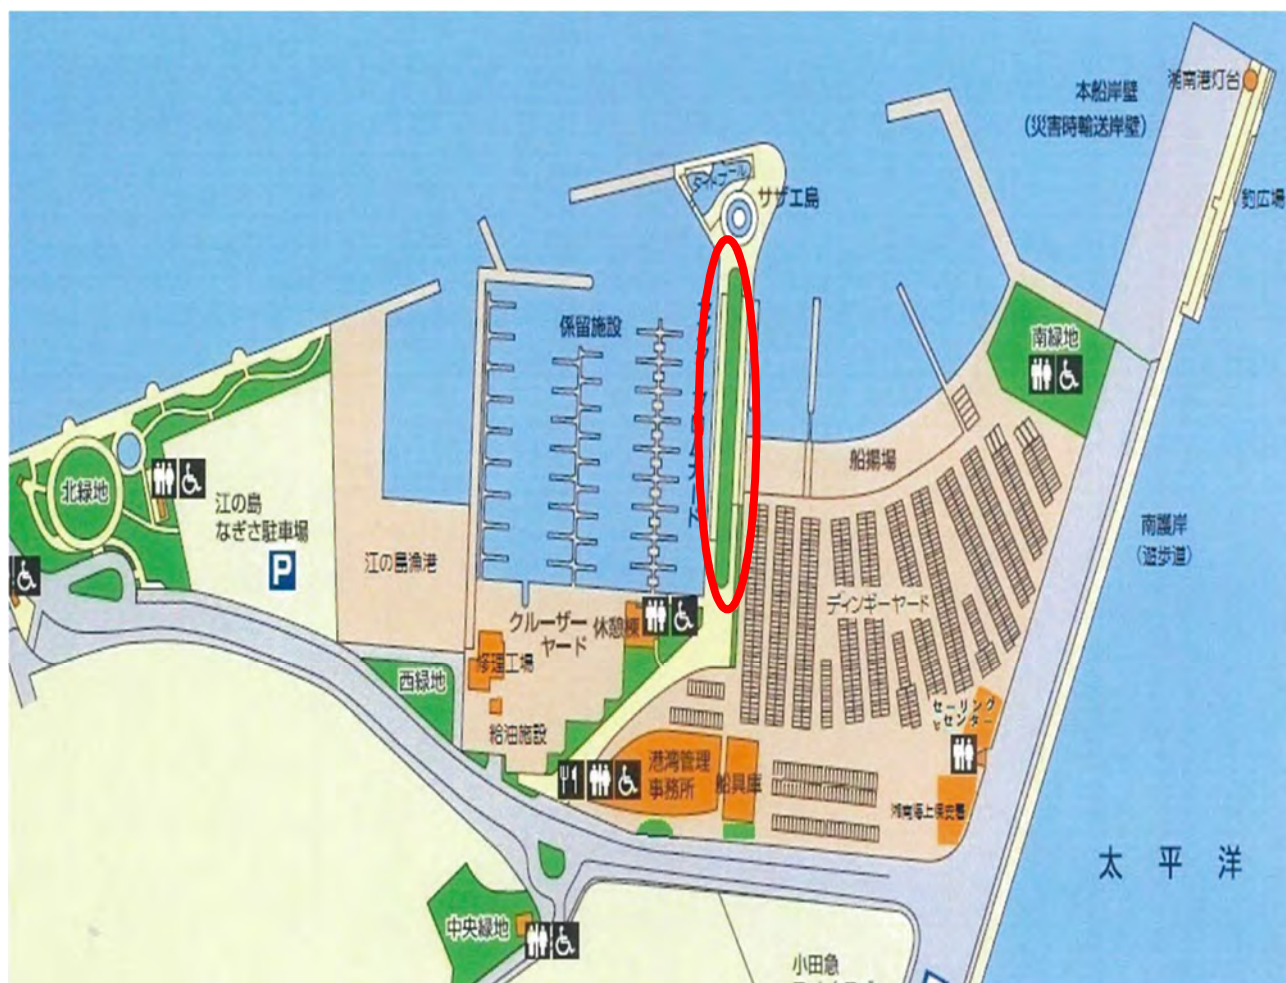 湘南港灯台
本船岸壁
(災害時輸送岸壁)
タイドプール
サザエ島
釣広場
係留施設
南緑地
船揚場
北緑地
江の島
なぎさ駐車場
P
江の島漁港
南護岸
(遊歩道)
ディンギーヤード
クルーザー
ヤード
休憩棟
修理工場
西緑地
セーリング
センター
給油施設
港湾管理
事務所
船具庫
湘南海上保安署
太平洋
中央緑地
小田急